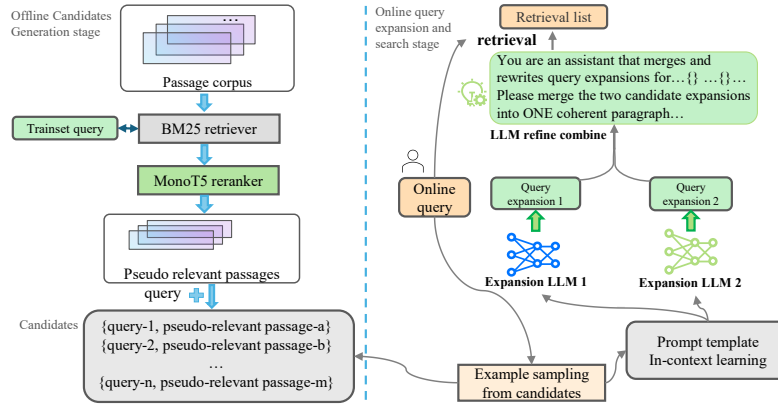 Offline Candidates
Generation stage
Passage corpus
Trainset query
BM25 retriever
MonoT5 reranker
Pseudo relevant passages
query
Candidates
{query-1, pseudo-relevant passage-a}
{query-2, pseudo-relevant passage-b}
…
{query-n, pseudo-relevant passage-m}
Online query
expansion and
search stage
Retrieval list
retrieval
You are an assistant that merges and
rewrites query expansions for…{} …{}…
Please merge the two candidate expansions
into ONE coherent paragraph…
LLM refine combine
Online
query
Query
expansion 1
Query
expansion 2
Expansion LLM 1
Expansion LLM 2
Prompt template
In-context learning
Example sampling
from candidates